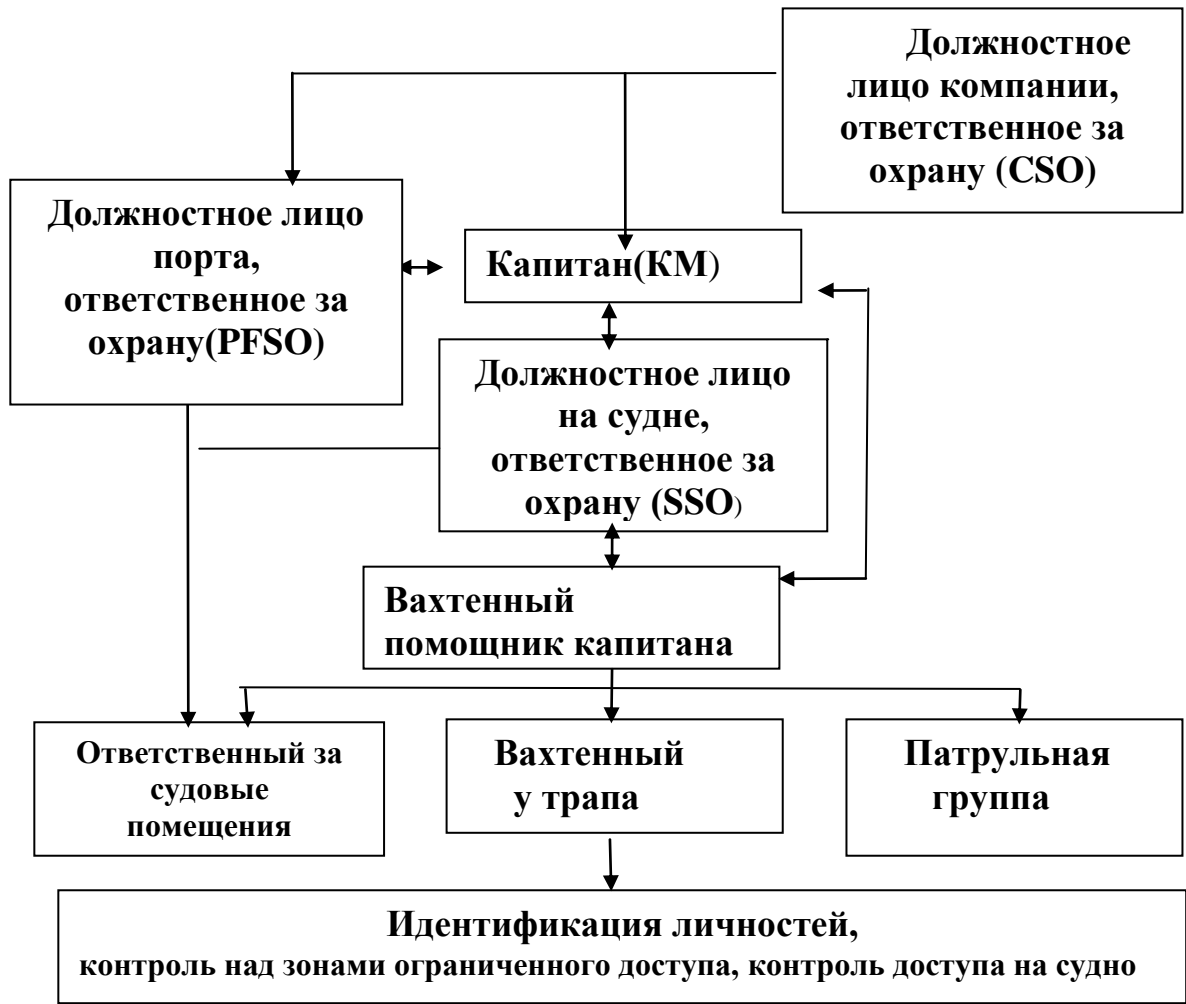 Должностное
лицо компании,
ответственное за
охрану (CSO)
Должностное лицо
порта,
ответственное за
охрану(PFSO)
Капитан(КМ)
Должностное лицо
на судне,
ответственное за
охрану (SSO)
Вахтенный
помощник капитана
Ответственный за
судовые
помещения
Вахтенный
у трапа
Патрульная
группа
Идентификация личностей,
контроль над зонами ограниченного доступа, контроль доступа на судно